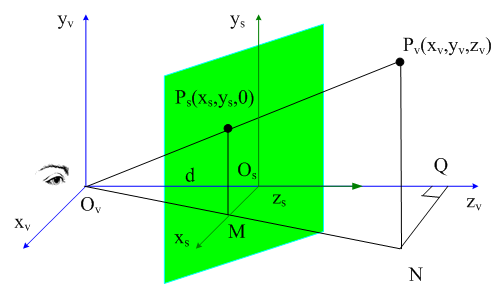 yᵥ
yₛ
Pᵥ(xᵥ,yᵥ,zᵥ)
Pₛ(xₛ,yₛ,0)
Q
d
Oₛ
Oᵥ
zₛ
zᵥ
xᵥ
xₛ
M
N